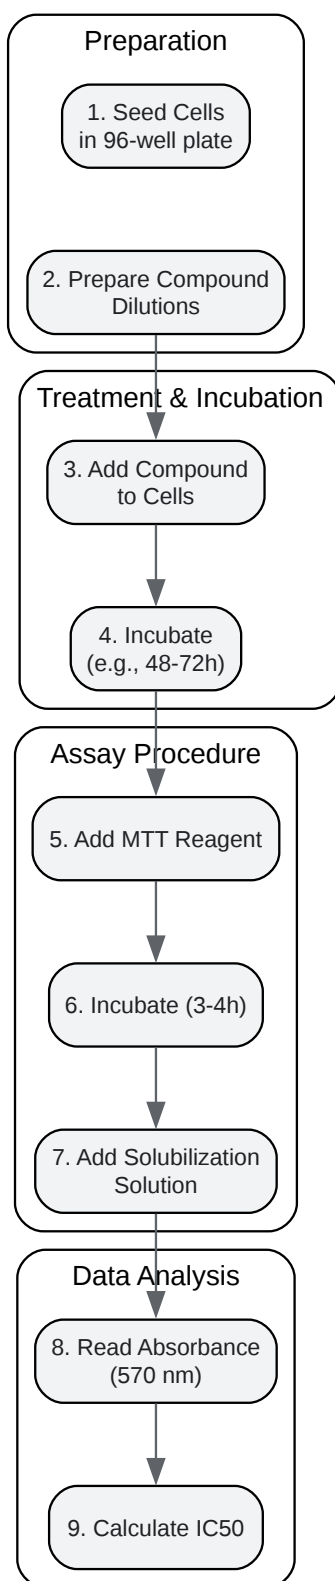 Preparation
1. Seed Cells
in 96-well plate
2. Prepare Compound
Dilutions
Treatment & Incubation
3. Add Compound
to Cells
4. Incubate
(e.g., 48-72h)
Assay Procedure
5. Add MTT Reagent
6. Incubate (3-4h)
7. Add Solubilization
Solution
Data Analysis
8. Read Absorbance
(570 nm)
9. Calculate IC50